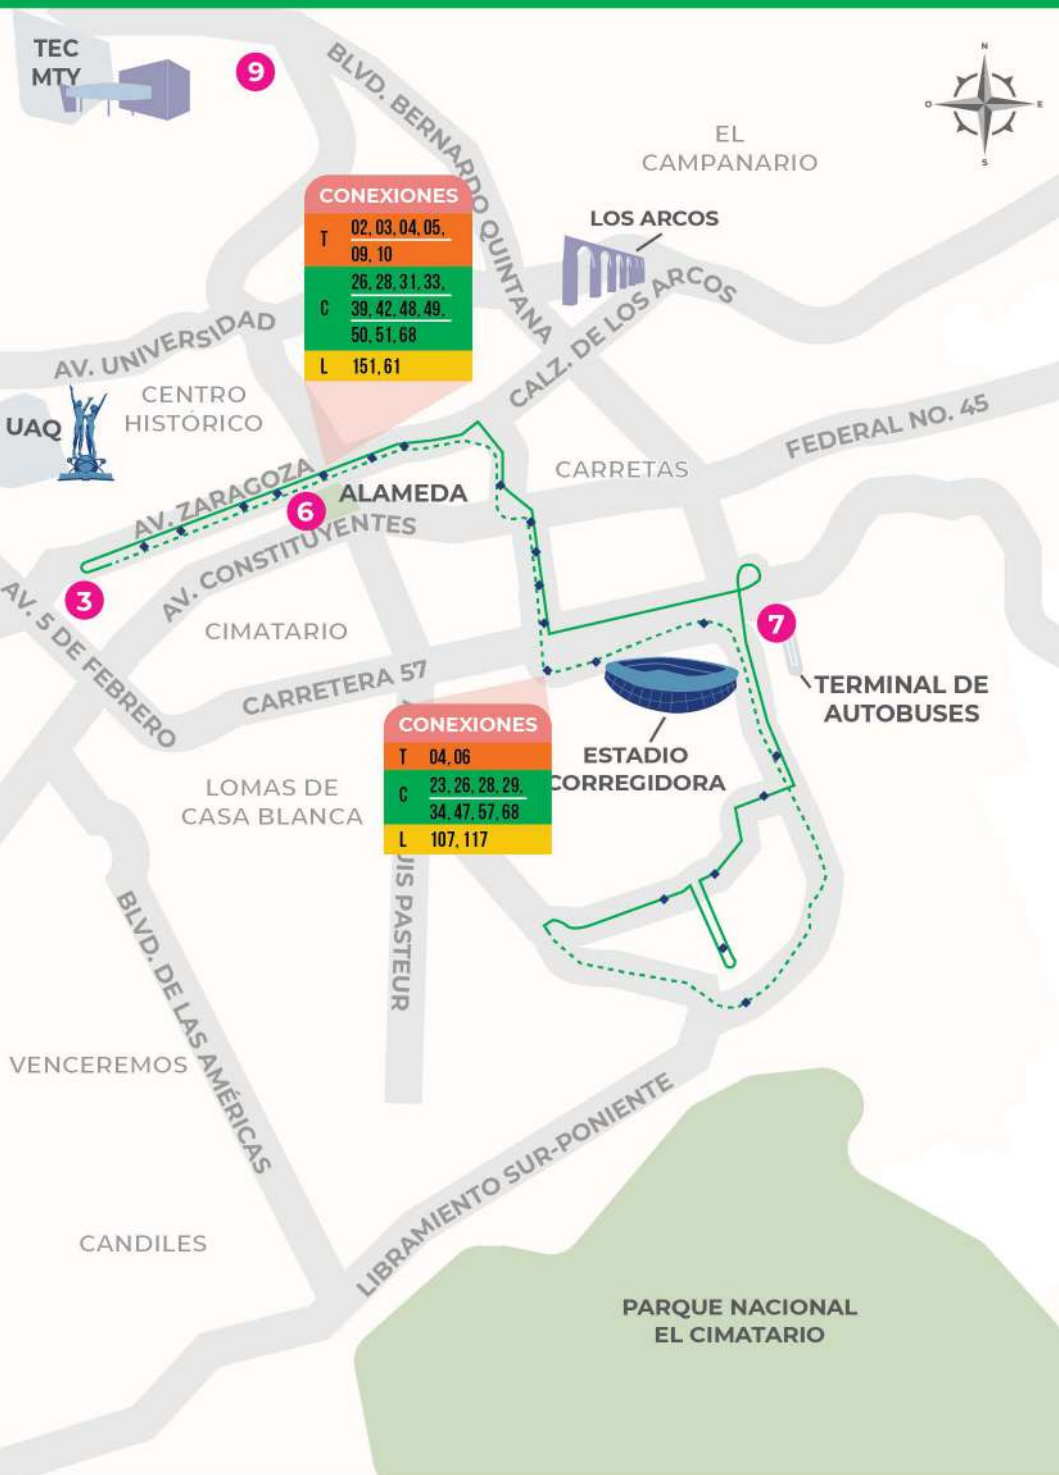 TEC
MTY
9
BLVD. BERNARDO QUINTANA
N
O
E
S
EL
CAMPANARIO
CONEXIONES
T 02, 03, 04, 05,
09, 10
C 26, 28, 31, 33,
39, 42, 48, 49,
50, 51, 68
L 151, 61
LOS ARCOS
CALZ. DE LOS ARCOS
AV. UNIVERSIDAD
CENTRO
HISTÓRICO
UAQ
FEDERAL NO. 45
CARRETAS
AV. ZARAGOZA
ALAMEDA
6
AV. CONSTITUYENTES
3
AV. 5 DE FEBRERO
CIMATARIO
7
CARRETERA 57
TERMINAL DE
AUTOBUSES
CONEXIONES
T 04, 06
C 23, 26, 28, 29,
34, 47, 57, 68
L 107, 117
ESTADIO
CORREGIDORA
LOMAS DE
CASA BLANCA
UIS PASTEUR
BLVD. DE LAS AMÉRICAS
VENCEREMOS
LIBRAMIENTO SUR-PONIENTE
CANDILES
PARQUE NACIONAL
EL CIMATARIO